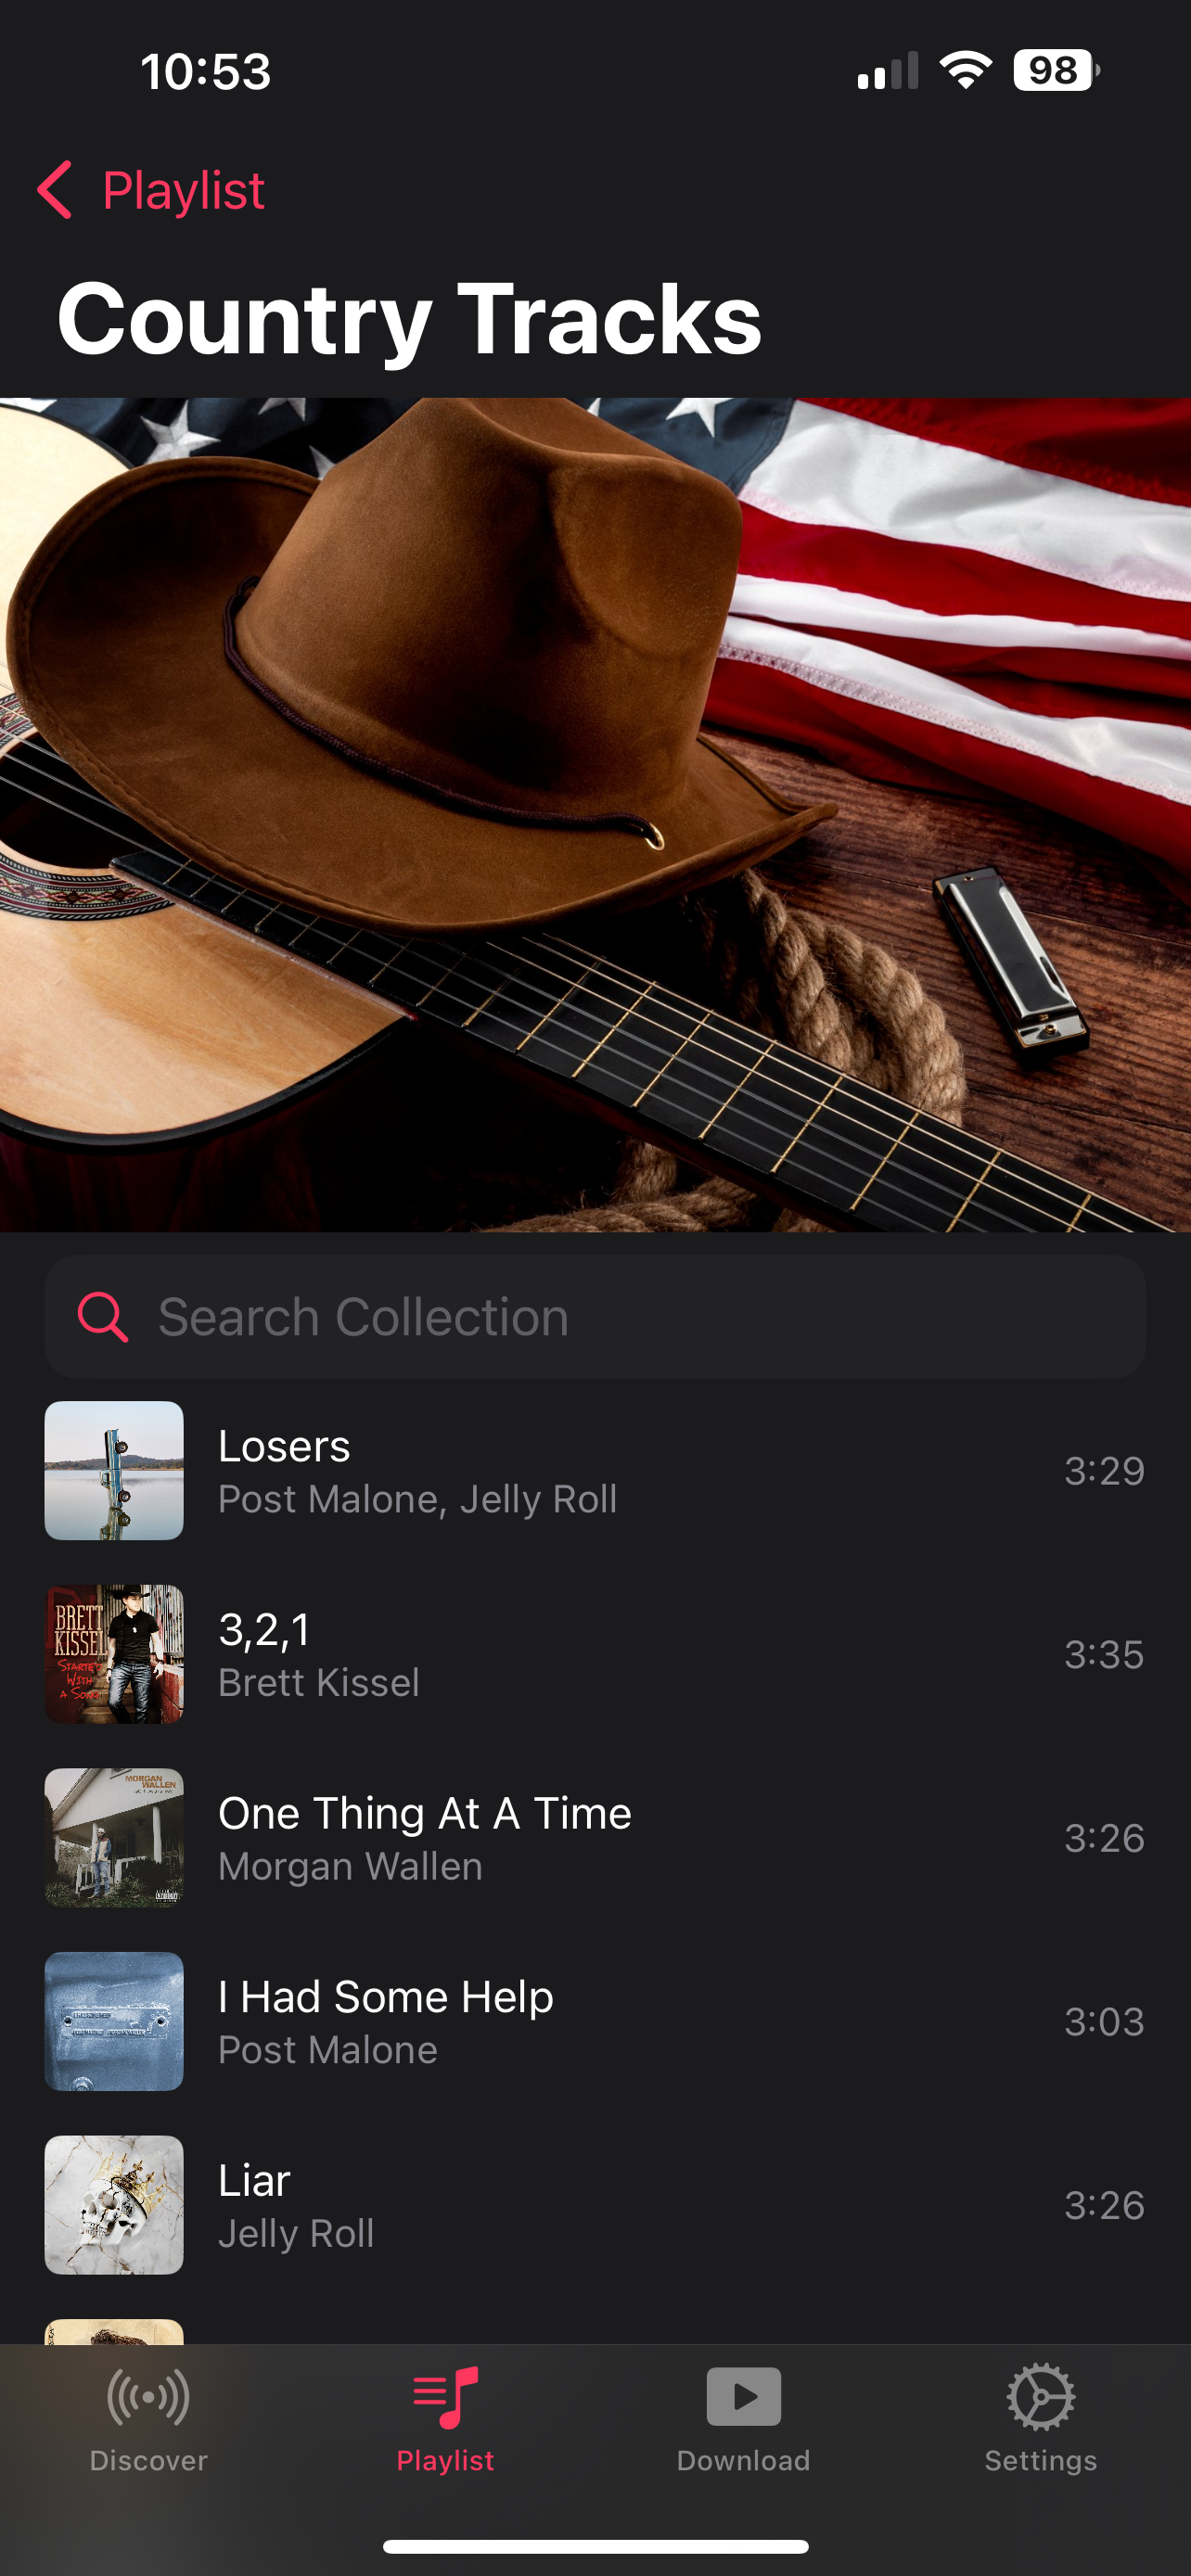 10:53
98
Playlist
Country Tracks
Search Collection
Losers
Post Malone, Jelly Roll
3:29
BRETT
KISSEL
STARTED
WITH
A SONG
3,2,1
Brett Kissel
3:35
MORGAN
WALLEN
One Thing At A Time
Morgan Wallen
3:26
I Had Some Help
Post Malone
3:03
Liar
Jelly Roll
3:26
Discover
Playlist
Download
Settings